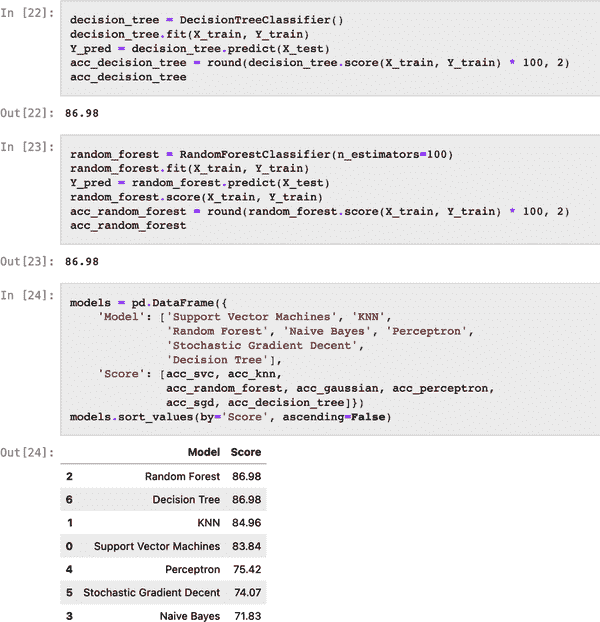 In [22]:
decision_tree = DecisionTreeClassifier()
decision_tree.fit(X_train, Y_train)
Y_pred = decision_tree.predict(X_test)
acc_decision_tree = round(decision_tree.score(X_train, Y_train) * 100, 2)
acc_decision_tree
Out[22]: 86.98
In [23]:
random_forest = RandomForestClassifier(n_estimators=100)
random_forest.fit(X_train, Y_train)
Y_pred = random_forest.predict(X_test)
random_forest.score(X_train, Y_train)
acc_random_forest = round(random_forest.score(X_train, Y_train) * 100, 2)
acc_random_forest
Out[23]: 86.98
In [24]:
models = pd.DataFrame({
    'Model': ['Support Vector Machines', 'KNN',
              'Random Forest', 'Naive Bayes', 'Perceptron',
              'Stochastic Gradient Decent',
              'Decision Tree'],
    'Score': [acc_svc, acc_knn,
              acc_random_forest, acc_gaussian, acc_perceptron,
              acc_sgd, acc_decision_tree]})
models.sort_values(by='Score', ascending=False)
Out[24]:
Model Score
2 Random Forest 86.98
6 Decision Tree 86.98
1 KNN 84.96
0 Support Vector Machines 83.84
4 Perceptron 75.42
5 Stochastic Gradient Decent 74.07
3 Naive Bayes 71.83